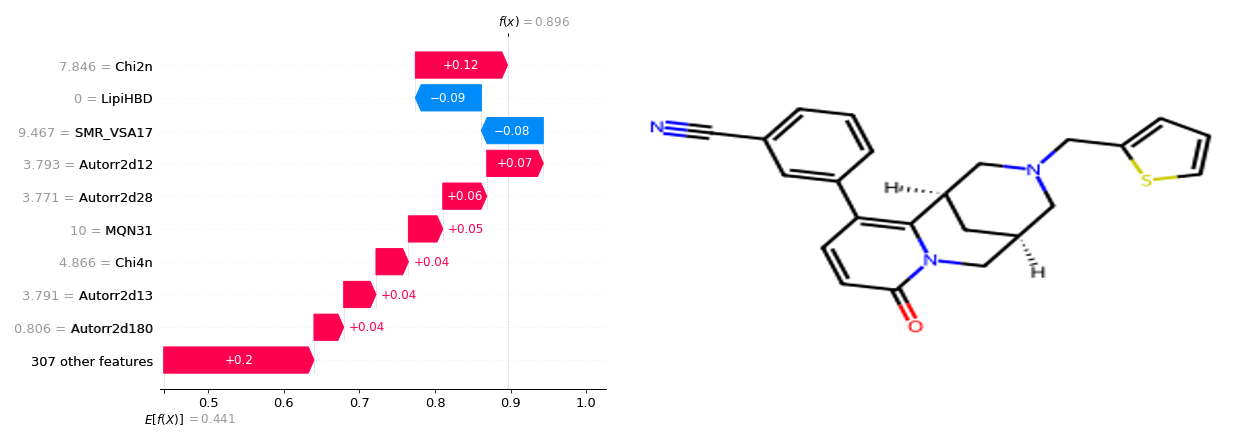 f(x) = 0.896
7.846 = Chi2n
+0.12
0 = LipiHBD
−0.09
9.467 = SMR_VSA17
−0.08
3.793 = Autorr2d12
+0.07
3.771 = Autorr2d28
+0.06
10 = MQN31
+0.05
4.866 = Chi4n
+0.04
3.791 = Autorr2d13
+0.04
0.806 = Autorr2d180
+0.04
307 other features
+0.2
0.5 0.6 0.7 0.8 0.9 1.0
E[f(X)] = 0.441
N
H
N
S
N
H
O